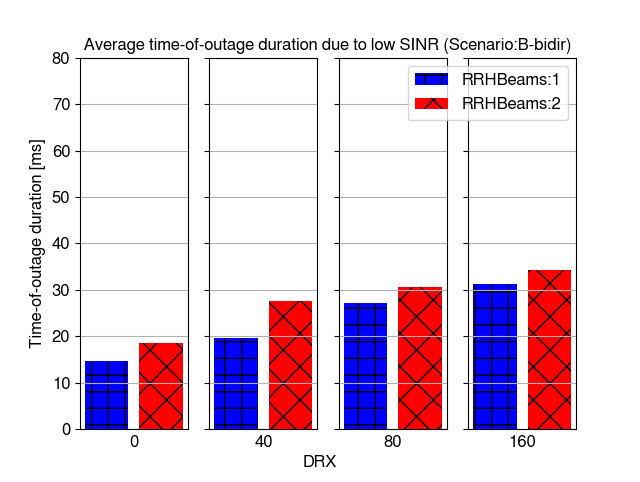 Average time-of-outage duration due to low SINR (Scenario:B-bidir)
RRHBeams:1
RRHBeams:2
Time-of-outage duration [ms]
80
70
60
50
40
30
20
10
0
0
40
80
160
DRX